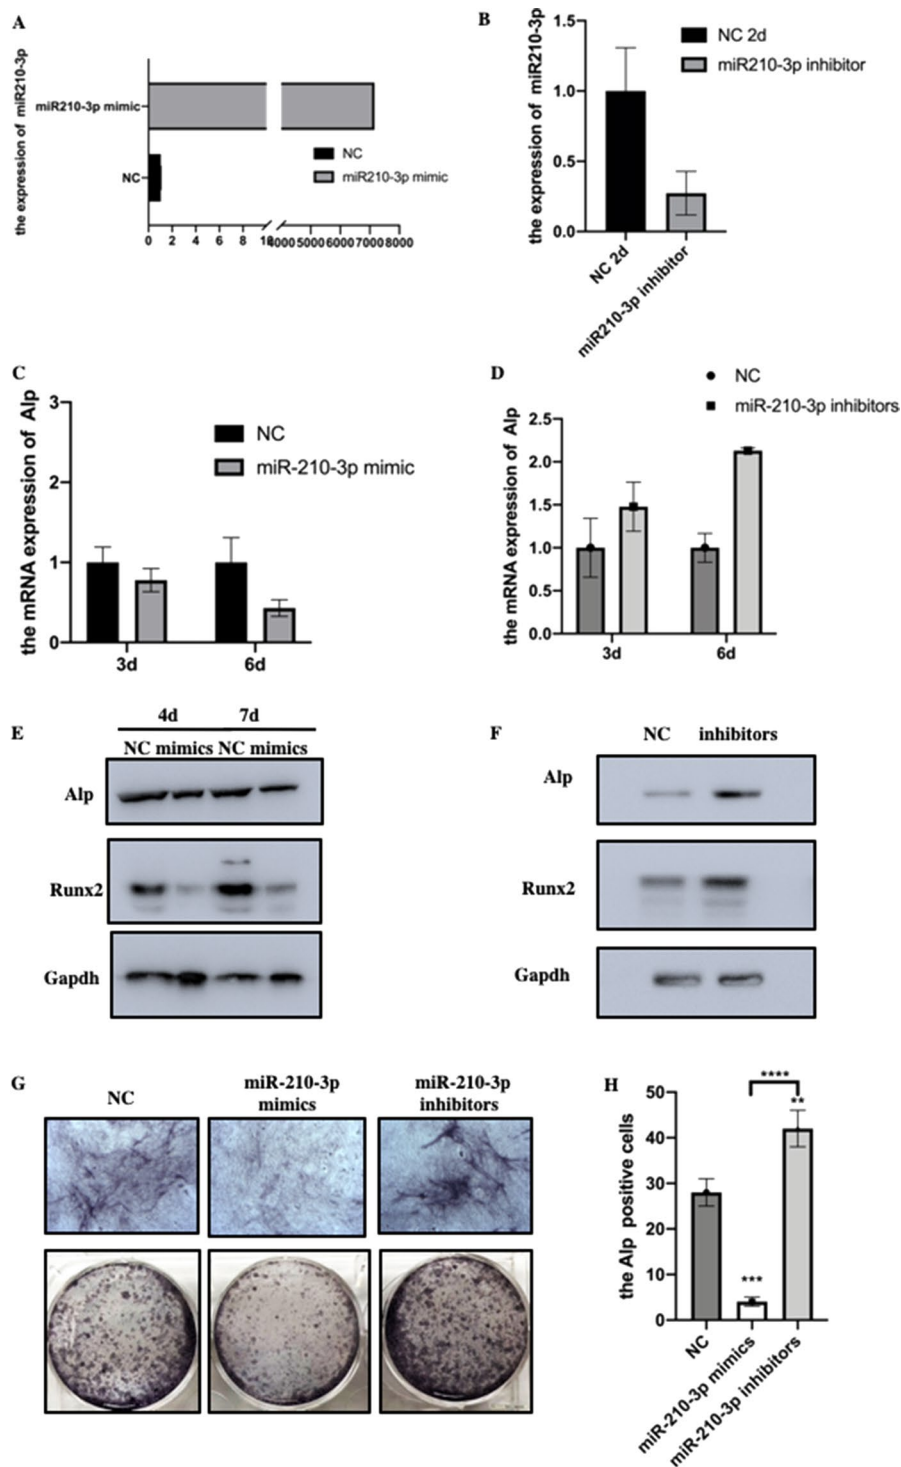 A
the expression of miR210-3p
miR210-3p mimic
NC
NC
miR210-3p mimic
0 2 4 6 8 10 4000 5000 6000 7000 8000
B
the expression of miR210-3p
1.5
1.0
0.5
0.0
NC 2d
miR210-3p inhibitor
NC 2d
miR210-3p inhibitor
C
the mRNA expression of Alp
3
2
1
0
NC
miR-210-3p mimic
3d 6d
D
the mRNA expression of Alp
NC
miR-210-3p inhibitors
2.5
2.0
1.5
1.0
0.5
0.0
3d 6d
E
4d 7d
NC mimics NC mimics
Alp
Runx2
Gapdh
F
NC inhibitors
Alp
Runx2
Gapdh
G
NC
miR-210-3p
mimics
miR-210-3p
inhibitors
H
the Alp positive cells
50
40
30
20
10
0
****
**
***
NC
miR-210-3p mimics
miR-210-3p inhibitors